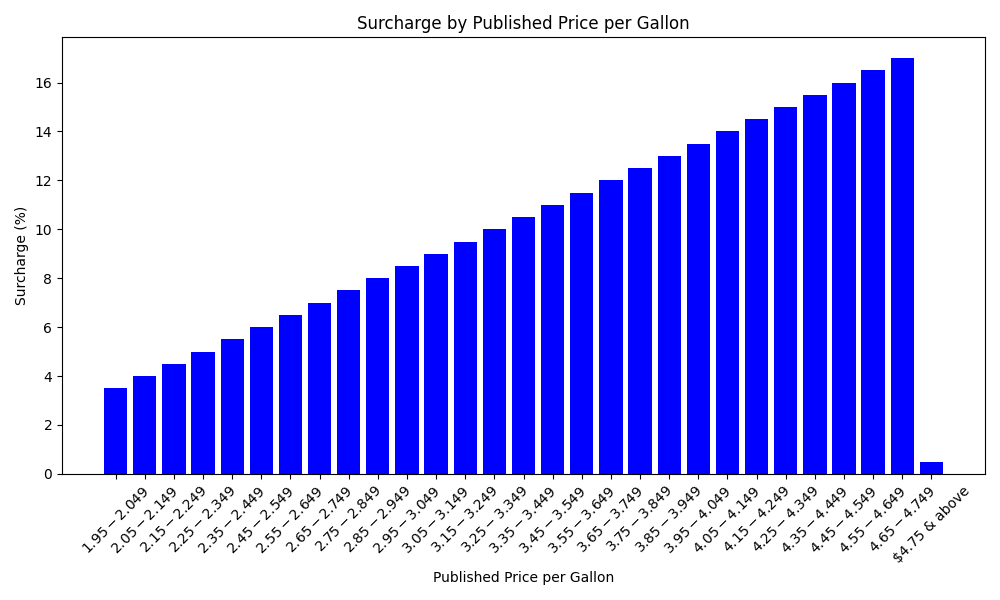 Surcharge by Published Price per Gallon
Surcharge (%)
16
14
12
10
8
6
4
2
0
1.95 − 2.049
2.05 − 2.149
2.15 − 2.249
2.25 − 2.349
2.35 − 2.449
2.45 − 2.549
2.55 − 2.649
2.65 − 2.749
2.75 − 2.849
2.85 − 2.949
2.95 − 3.049
3.05 − 3.149
3.15 − 3.249
3.25 − 3.349
3.35 − 3.449
3.45 − 3.549
3.55 − 3.649
3.65 − 3.749
3.75 − 3.849
3.85 − 3.949
3.95 − 4.049
4.05 − 4.149
4.15 − 4.249
4.25 − 4.349
4.35 − 4.449
4.45 − 4.549
4.55 − 4.649
4.65 − 4.749
$4.75 & above
Published Price per Gallon